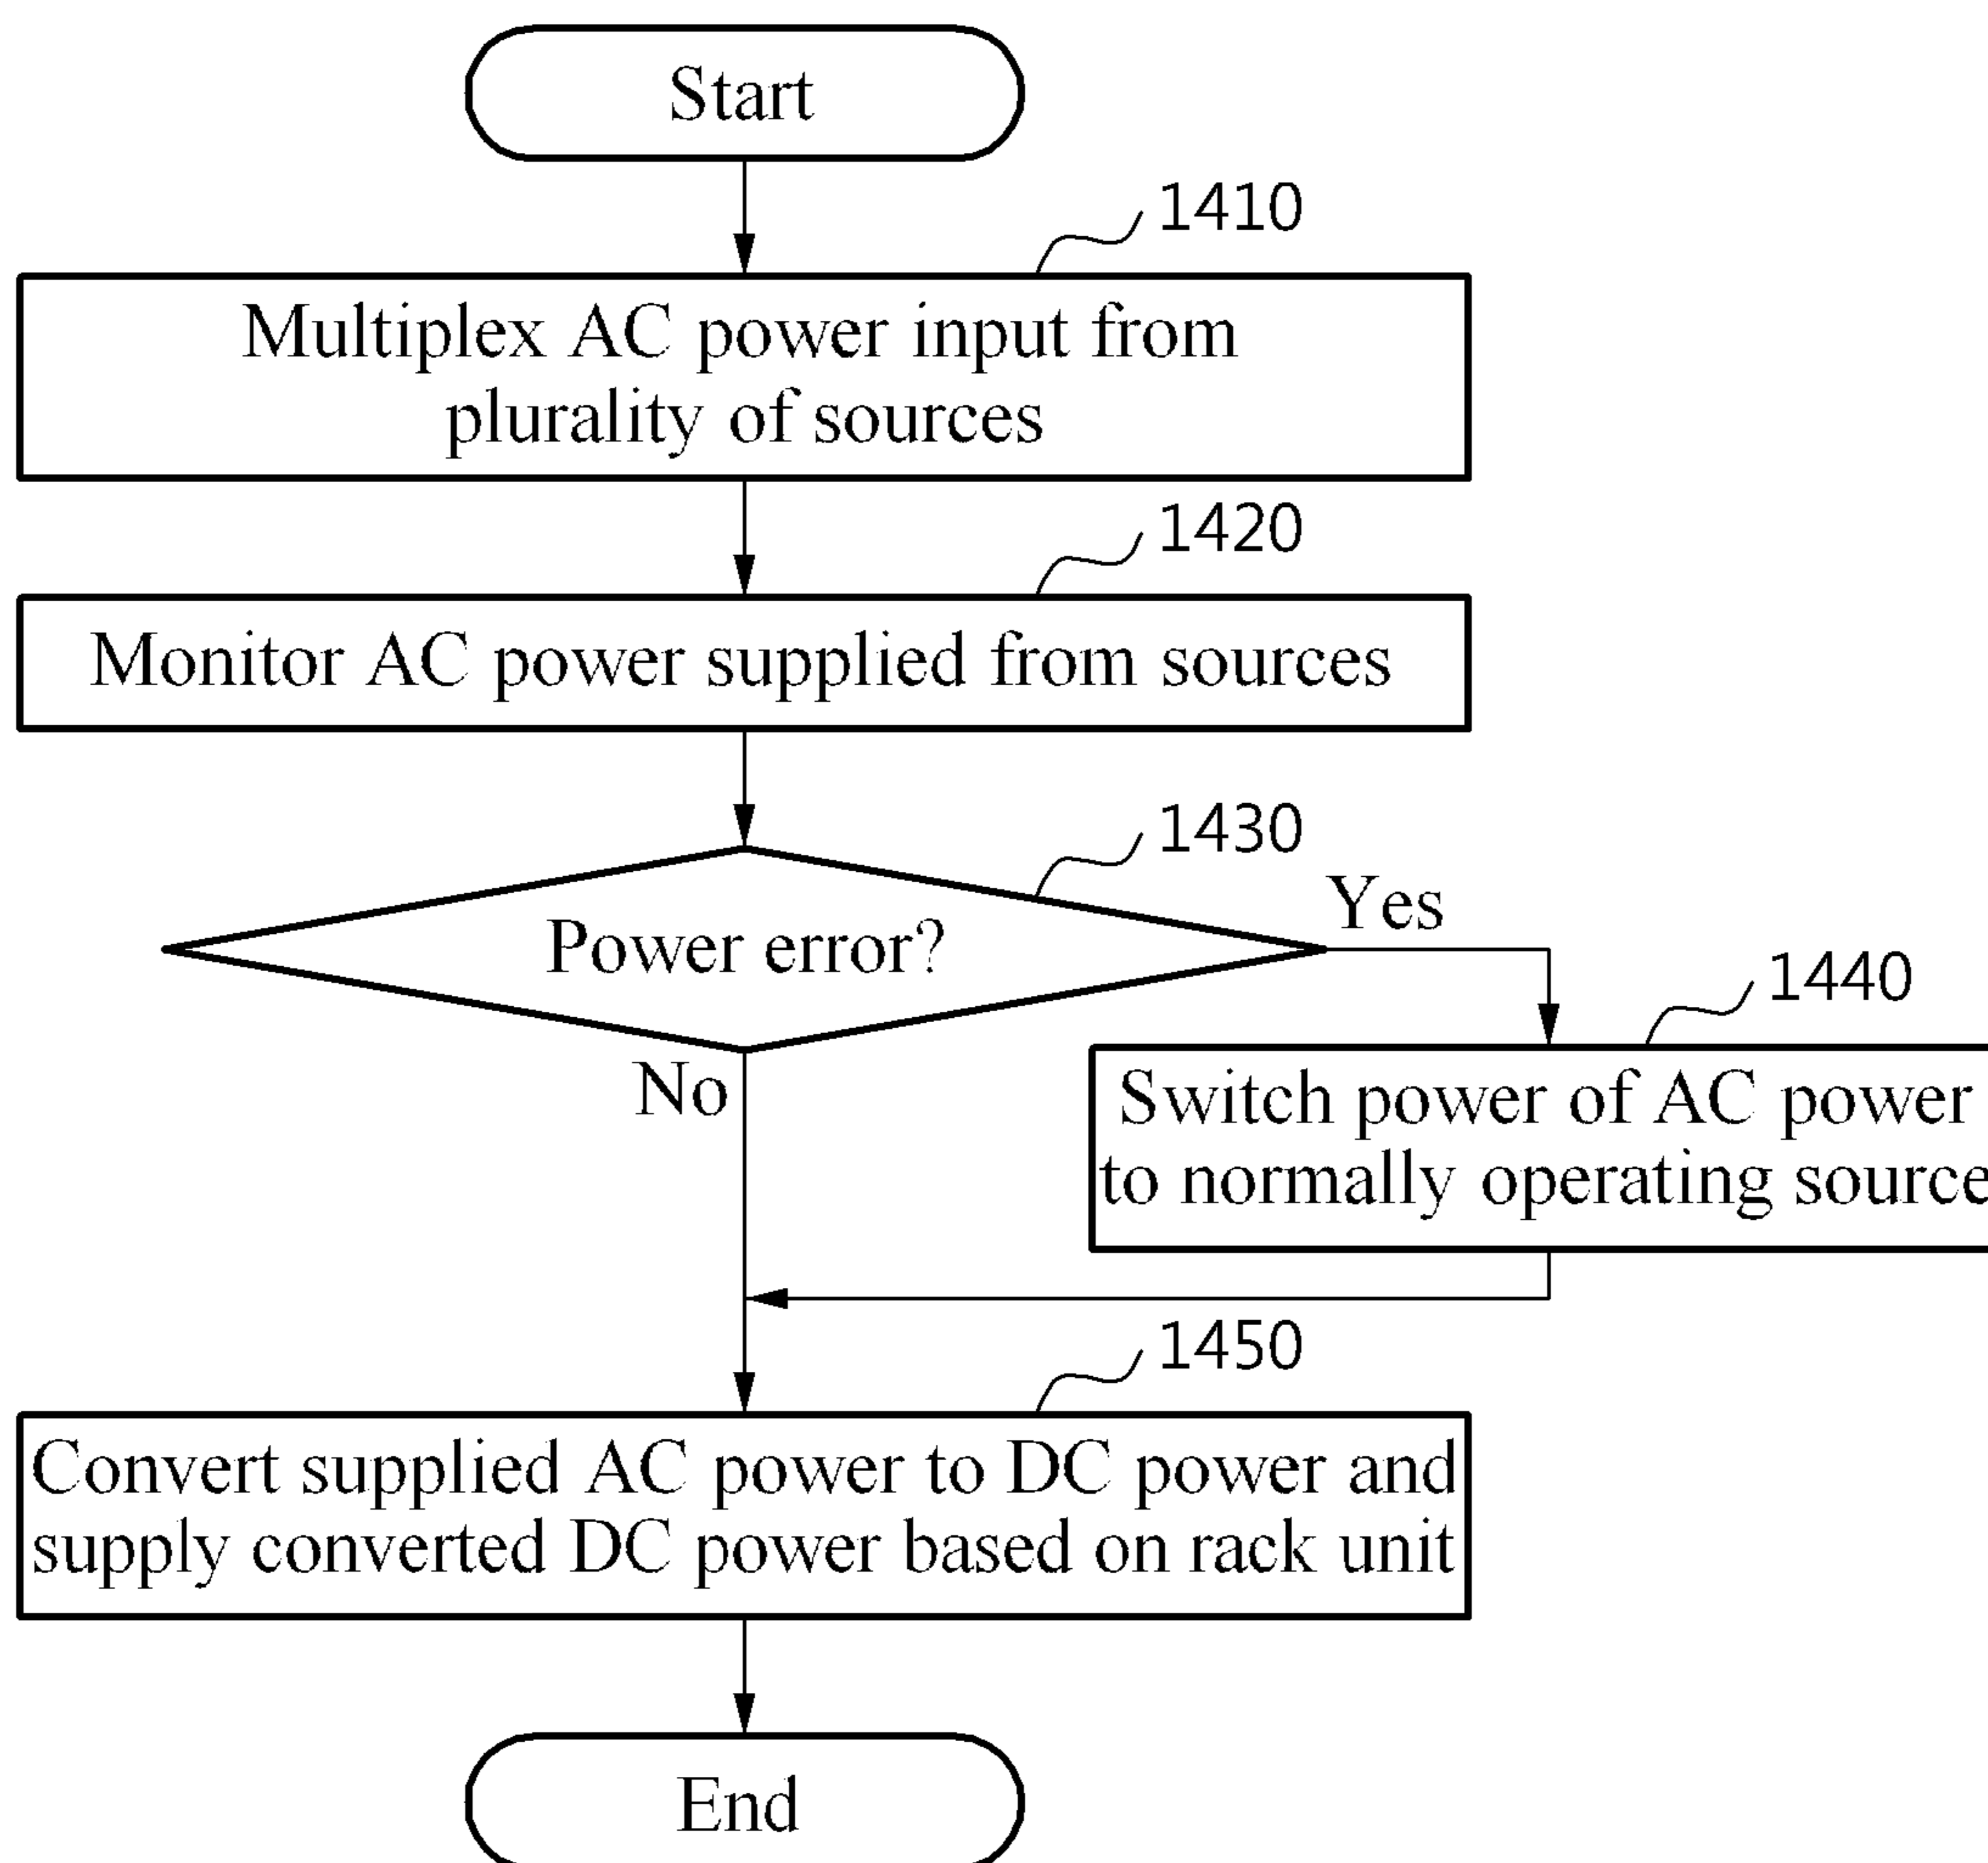 Start
1410
Multiplex AC power input from
plurality of sources
1420
Monitor AC power supplied from sources
1430
Power error?
Yes
No
1440
Switch power of AC power
to normally operating source
1450
Convert supplied AC power to DC power and
supply converted DC power based on rack unit
End